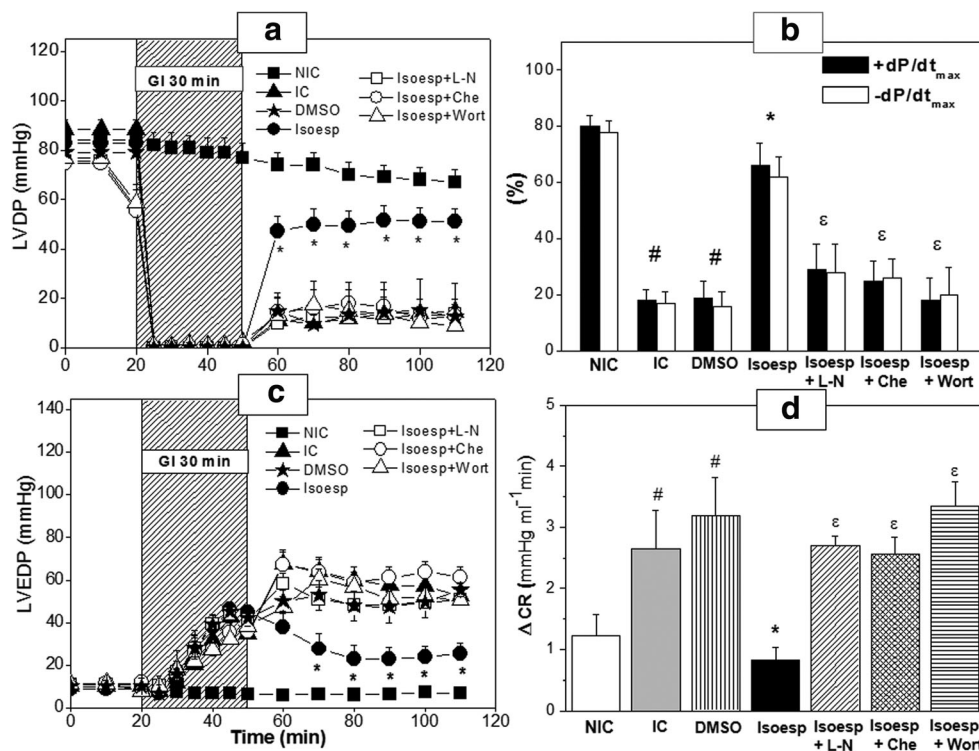 a
120
100
80
60
40
20
0
LVDP (mmHg)
GI 30 min
NIC
IC
DMSO
Isoesp
Isoesp+L-N
Isoesp+Che
Isoesp+Wort
0 20 40 60 80 100 120
b
100
80
60
40
20
0
(%)
+dP/dtmax
-dP/dtmax
*
# #
ε ε ε
NIC IC DMSO Isoesp Isoesp Isoesp Isoesp
+ L-N + Che + Wort
c
140
120
100
80
60
40
20
0
LVEDP (mmHg)
GI 30 min
NIC
IC
DMSO
Isoesp
Isoesp+L-N
Isoesp+Che
Isoesp+Wort
0 20 40 60 80 100 120
Time (min)
d
5
4
3
2
1
0
Δ CR (mmHg ml⁻¹min)
# #
*
ε ε ε
NIC IC DMSO Isoesp Isoesp Isoesp Isoesp
+ L-N + Che + Wort